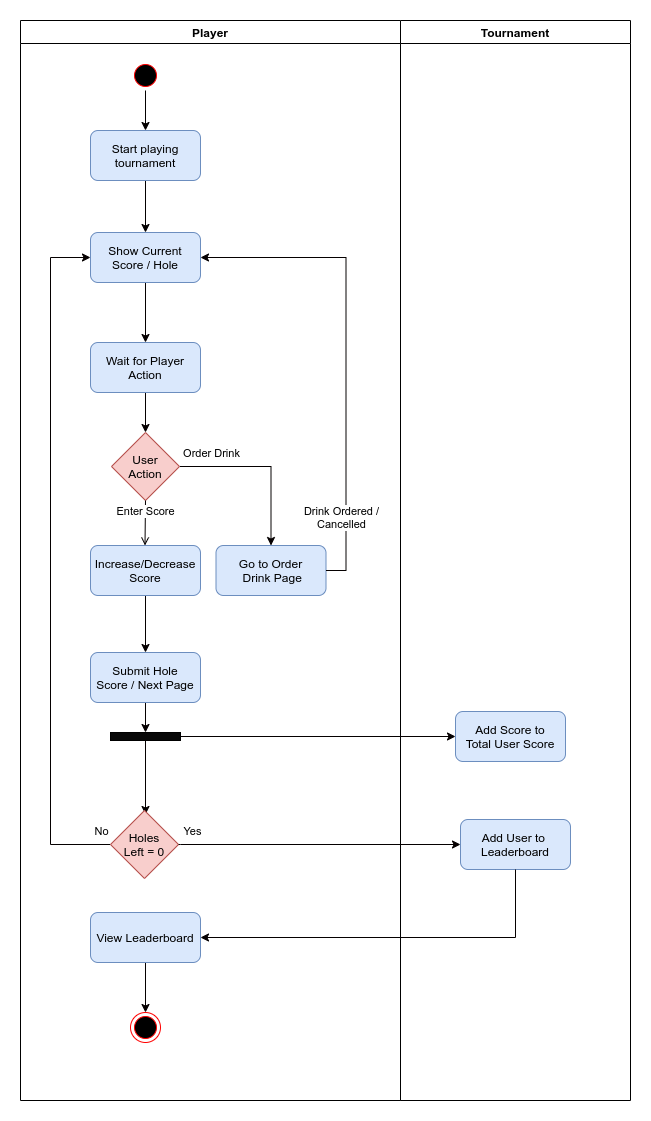 Player
Tournament
Start playing
tournament
Show Current
Score / Hole
Wait for Player
Action
User
Action
Order Drink
Enter Score
Drink Ordered /
Cancelled
Increase/Decrease
Score
Go to Order
Drink Page
Submit Hole
Score / Next Page
Add Score to
Total User Score
No
Holes
Left = 0
Yes
Add User to
Leaderboard
View Leaderboard